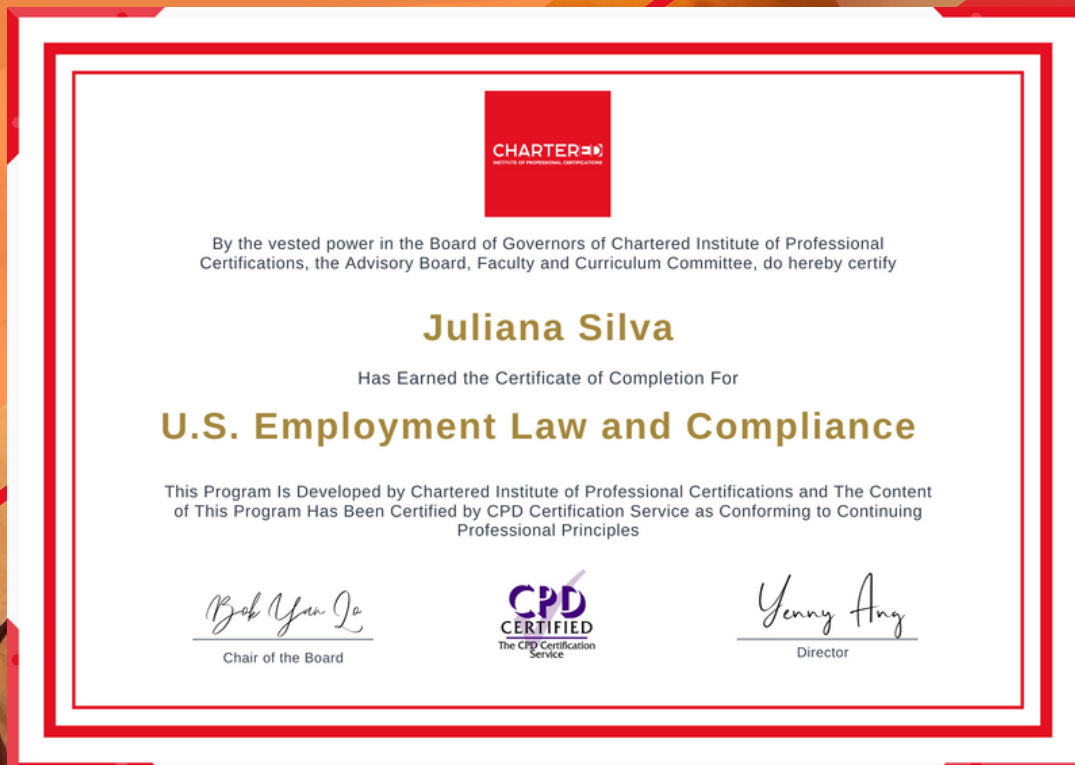 CHARTERED
INSTITUTE OF PROFESSIONAL CERTIFICATIONS
By the vested power in the Board of Governors of Chartered Institute of Professional
Certifications, the Advisory Board, Faculty and Curriculum Committee, do hereby certify
Juliana Silva
Has Earned the Certificate of Completion For
U.S. Employment Law and Compliance
This Program Is Developed by Chartered Institute of Professional Certifications and The Content
of This Program Has Been Certified by CPD Certification Service as Conforming to Continuing
Professional Principles
Bok Yan Lo
Chair of the Board
CPD
CERTIFIED
The CPD Certification
Service
Yenny Ang
Director